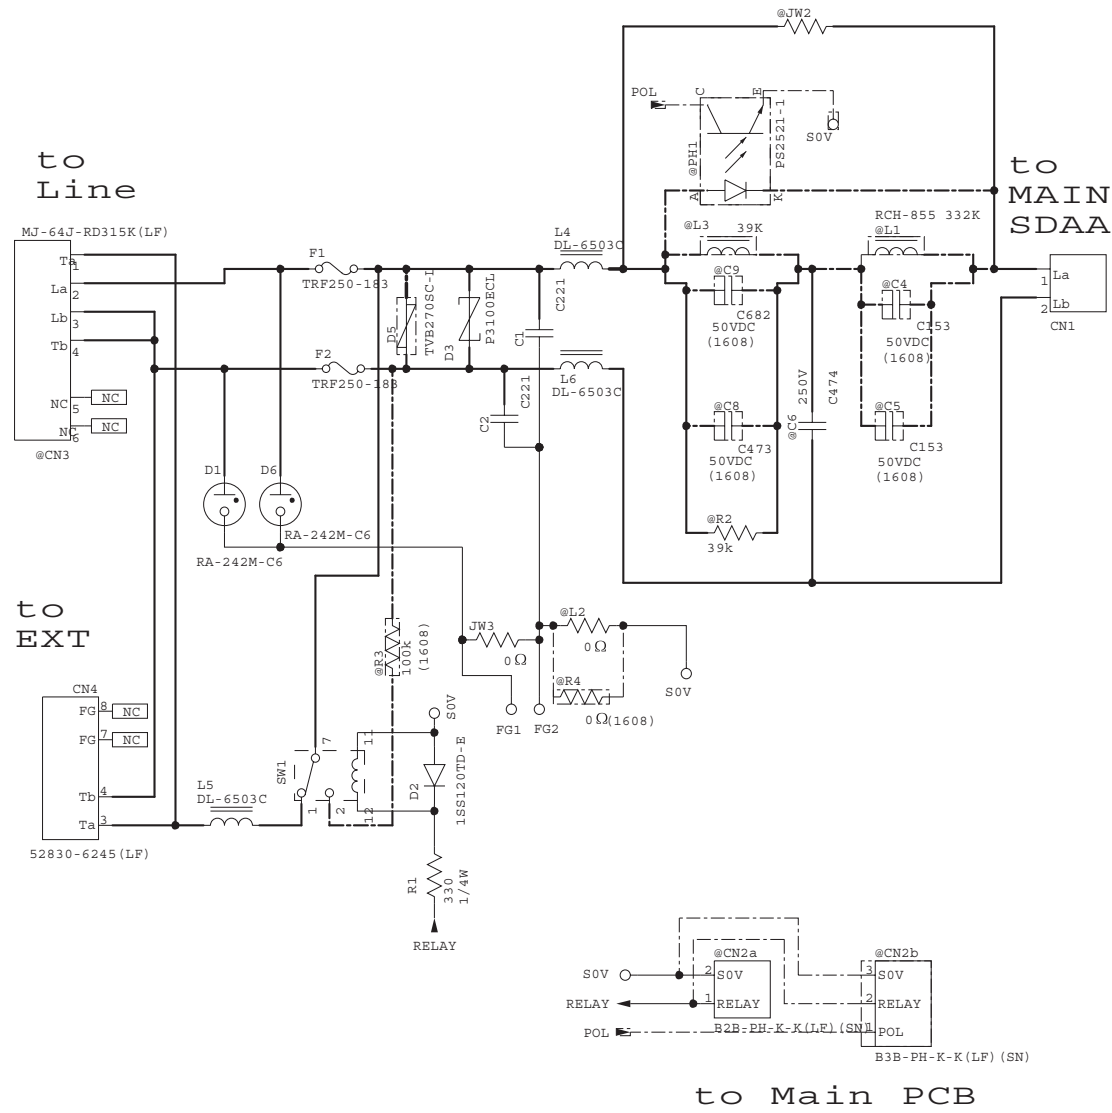 @JW2
POL
C
E
S0V
@PH1
PS2521-1
A
K
to
Line
to
MAIN
SDAA
MJ-64J-RD315K(LF)
Ta
1
La
2
Lb
3
Tb
4
NC
5
NC
NC
6
NC
@CN3
F1
TRF250-183
F2
TRF250-183
D5
TVB270SC-L
D3
P3100ECL
C1
C221
C2
C221
L4
DL-6503C
L6
DL-6503C
@L3
39K
@C9
C682
50VDC
(1608)
@C8
C473
50VDC
(1608)
@R2
39k
@C6
250V
C474
RCH-855 332K
@L1
@C4
C153
50VDC
(1608)
@C5
C153
50VDC
(1608)
La
1
Lb
2
CN1
D1
RA-242M-C6
D6
RA-242M-C6
to
EXT
CN4
FG
8
NC
FG
7
NC
Tb
4
Ta
3
52830-6245(LF)
L5
DL-6503C
SW1
7
1
2
11
12
@R3
100k
(1608)
JW3
0Ω
@L2
0Ω
@R4
0Ω(1608)
S0V
FG1
FG2
S0V
D2
1SS120TD-E
R1
330
1/4W
RELAY
@CN2a
S0V
2
S0V
RELAY
1
RELAY
POL
B2B-PH-K-K(LF)(SN)
@CN2b
3
S0V
2
RELAY
1
POL
B3B-PH-K-K(LF)(SN)
to Main PCB